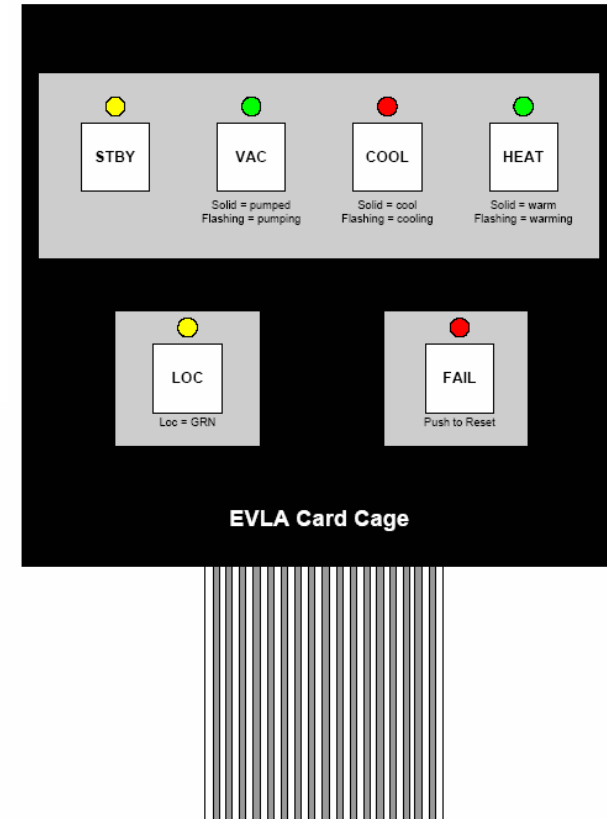 STBY
VAC
COOL
HEAT
Solid = pumped
Flashing = pumping
Solid = cool
Flashing = cooling
Solid = warm
Flashing = warming
LOC
FAIL
Loc = GRN
Push to Reset
EVLA Card Cage